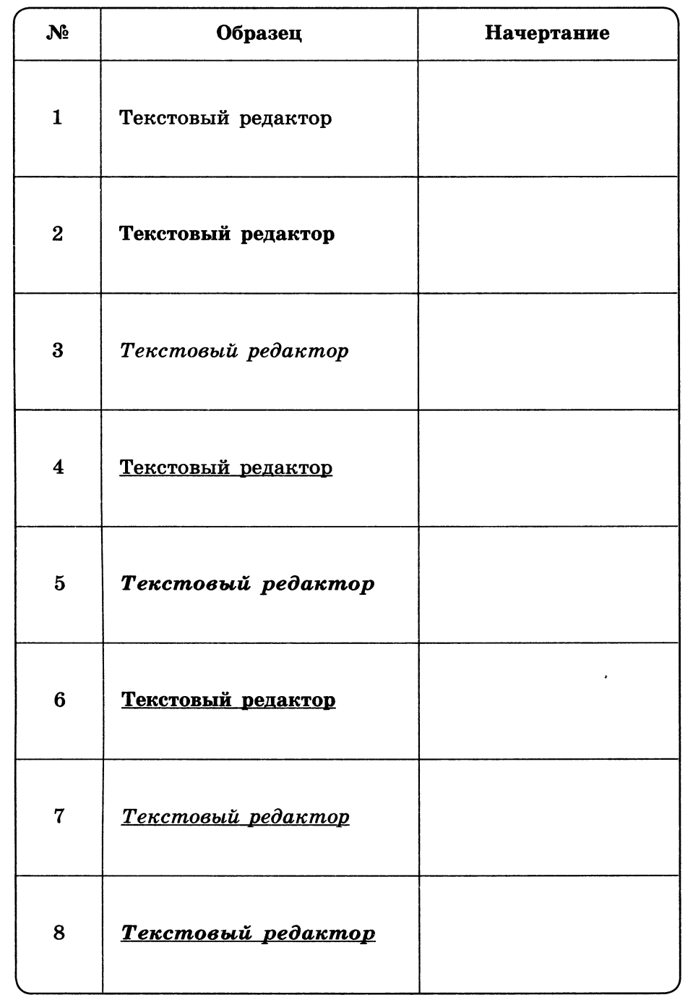 № Образец Начертание
1 Текстовый редактор
2 Текстовый редактор
3 Текстовый редактор
4 Текстовый редактор
5 Текстовый редактор
6 Текстовый редактор
7 Текстовый редактор
8 Текстовый редактор